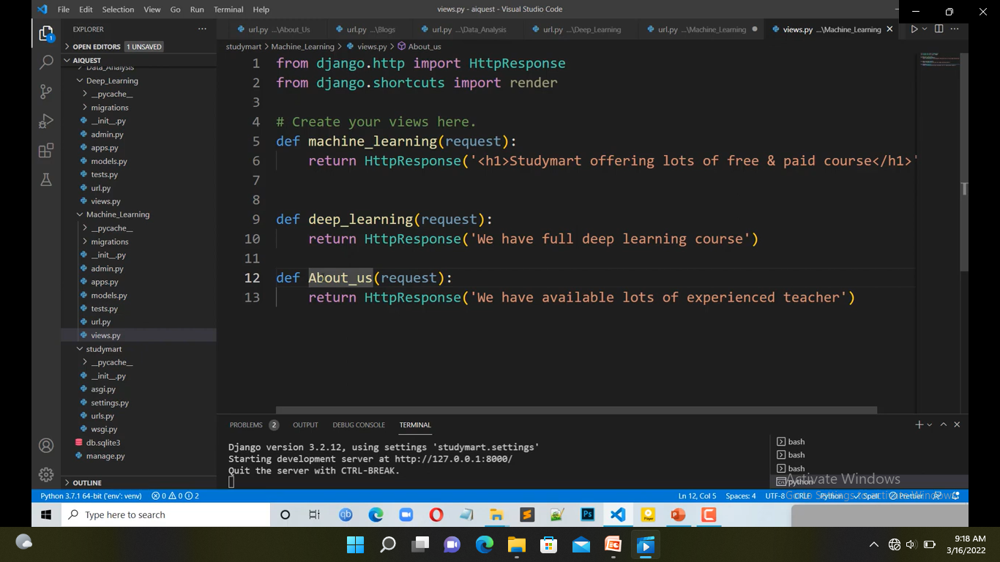 File Edit Selection View Go Run Terminal Help
views.py - aiquest - Visual Studio Code
EXPLORER
url.py ...\About_Us
url.py ...\Blogs
url.py ...\Data_Analysis
url.py ...\Deep_Learning
url.py ...\Machine_Learning
views.py ...\Machine_Learning
OPEN EDITORS 1 UNSAVED
studymart > Machine_Learning > views.py > About_us
AIQUEST
Data_Analysis
Deep_Learning
__pycache__
migrations
__init__.py
admin.py
apps.py
models.py
tests.py
url.py
views.py
Machine_Learning
__pycache__
migrations
__init__.py
admin.py
apps.py
models.py
tests.py
url.py
views.py
studymart
__pycache__
__init__.py
asgi.py
settings.py
urls.py
wsgi.py
db.sqlite3
manage.py
OUTLINE
1 from django.http import HttpResponse
2 from django.shortcuts import render
3
4 # Create your views here.
5 def machine_learning(request):
6 return HttpResponse('<h1>Studymart offering lots of free & paid course</h1>'
7
8
9 def deep_learning(request):
10 return HttpResponse('We have full deep learning course')
11
12 def About_us(request):
13 return HttpResponse('We have available lots of experienced teacher')
PROBLEMS 2 OUTPUT DEBUG CONSOLE TERMINAL
Django version 3.2.12, using settings 'studymart.settings'
Starting development server at http://127.0.0.1:8000/
Quit the server with CTRL-BREAK.
bash
bash
bash
python
Activate Windows
Go to Settings to activate Windows.
Python 3.7.1 64-bit ('env': venv) 0 0 2
Ln 12, Col 5 Spaces: 4 UTF-8 CRLF Python Spell Prettier
Type here to search
qb
Ps
Player
9:18 AM
3/16/2022